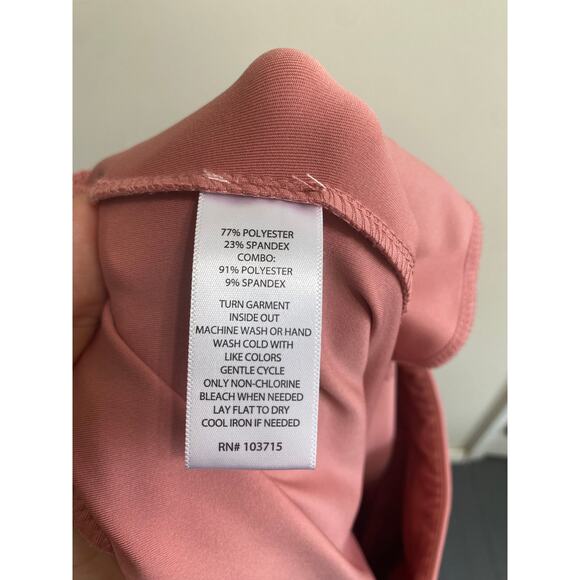 77% POLYESTER
23% SPANDEX
COMBO:
91% POLYESTER
9% SPANDEX
TURN GARMENT
INSIDE OUT
MACHINE WASH OR HAND
WASH COLD WITH
LIKE COLORS
GENTLE CYCLE
ONLY NON-CHLORINE
BLEACH WHEN NEEDED
LAY FLAT TO DRY
COOL IRON IF NEEDED
RN# 103715